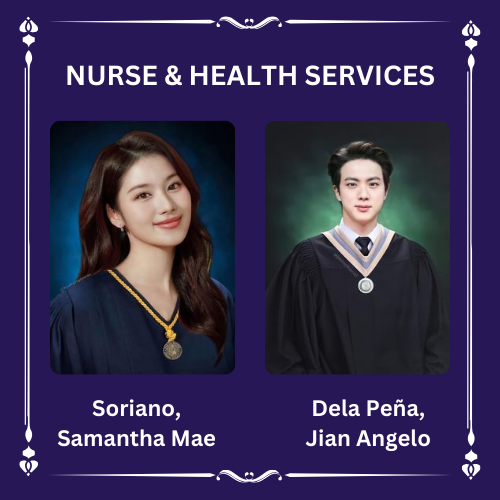 NURSE & HEALTH SERVICES
Soriano,
Samantha Mae
Dela Peña,
Jian Angelo